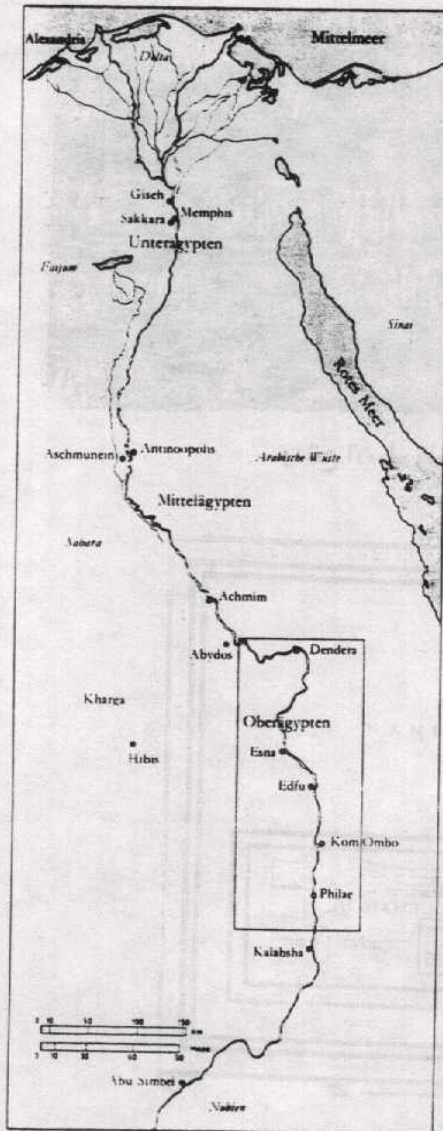 Alexandria
Delta
Mittelmeer
Giseh
Memphis
Sakkara
Unterägypten
Faijum
Sinai
Rotes Meer
Antinoopolis
Aschmunein
Arabische Wüste
Mittelägypten
Sahara
Achmim
Abydos
Dendera
Kharga
Oberägypten
Esna
Hibis
Edfu
Kom Ombo
Philae
Kalabsha
Abu Simbel
Nubien